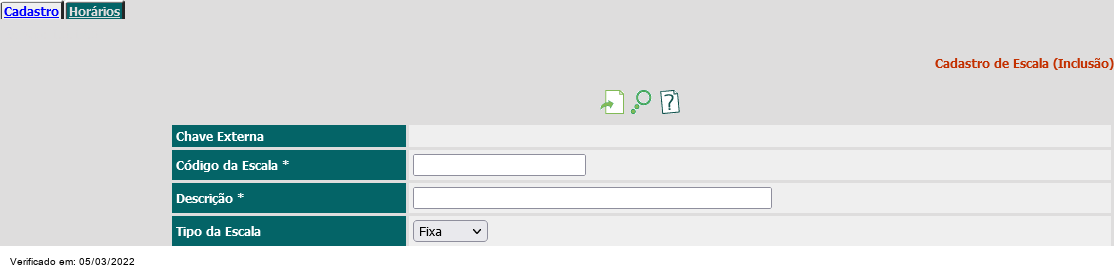 Cadastro Horários
Cadastro de Escala (Inclusão)
?
Chave Externa
Código da Escala *
Descrição *
Tipo da Escala Fixa
Verificado em: 05/03/2022